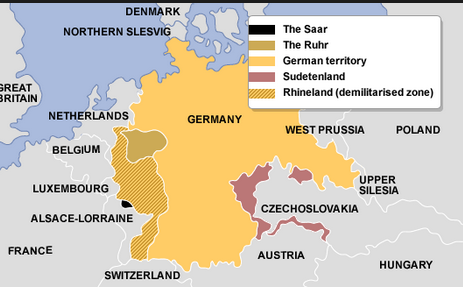 DENMARK
NORTHERN SLESVIG
The Saar
The Ruhr
German territory
Sudetenland
Rhineland (demilitarised zone)
GREAT
BRITAIN
NETHERLANDS
GERMANY
WEST PRUSSIA
POLAND
BELGIUM
LUXEMBOURG
UPPER
SILESIA
ALSACE-LORRAINE
CZECHOSLOVAKIA
FRANCE
AUSTRIA
HUNGARY
SWITZERLAND